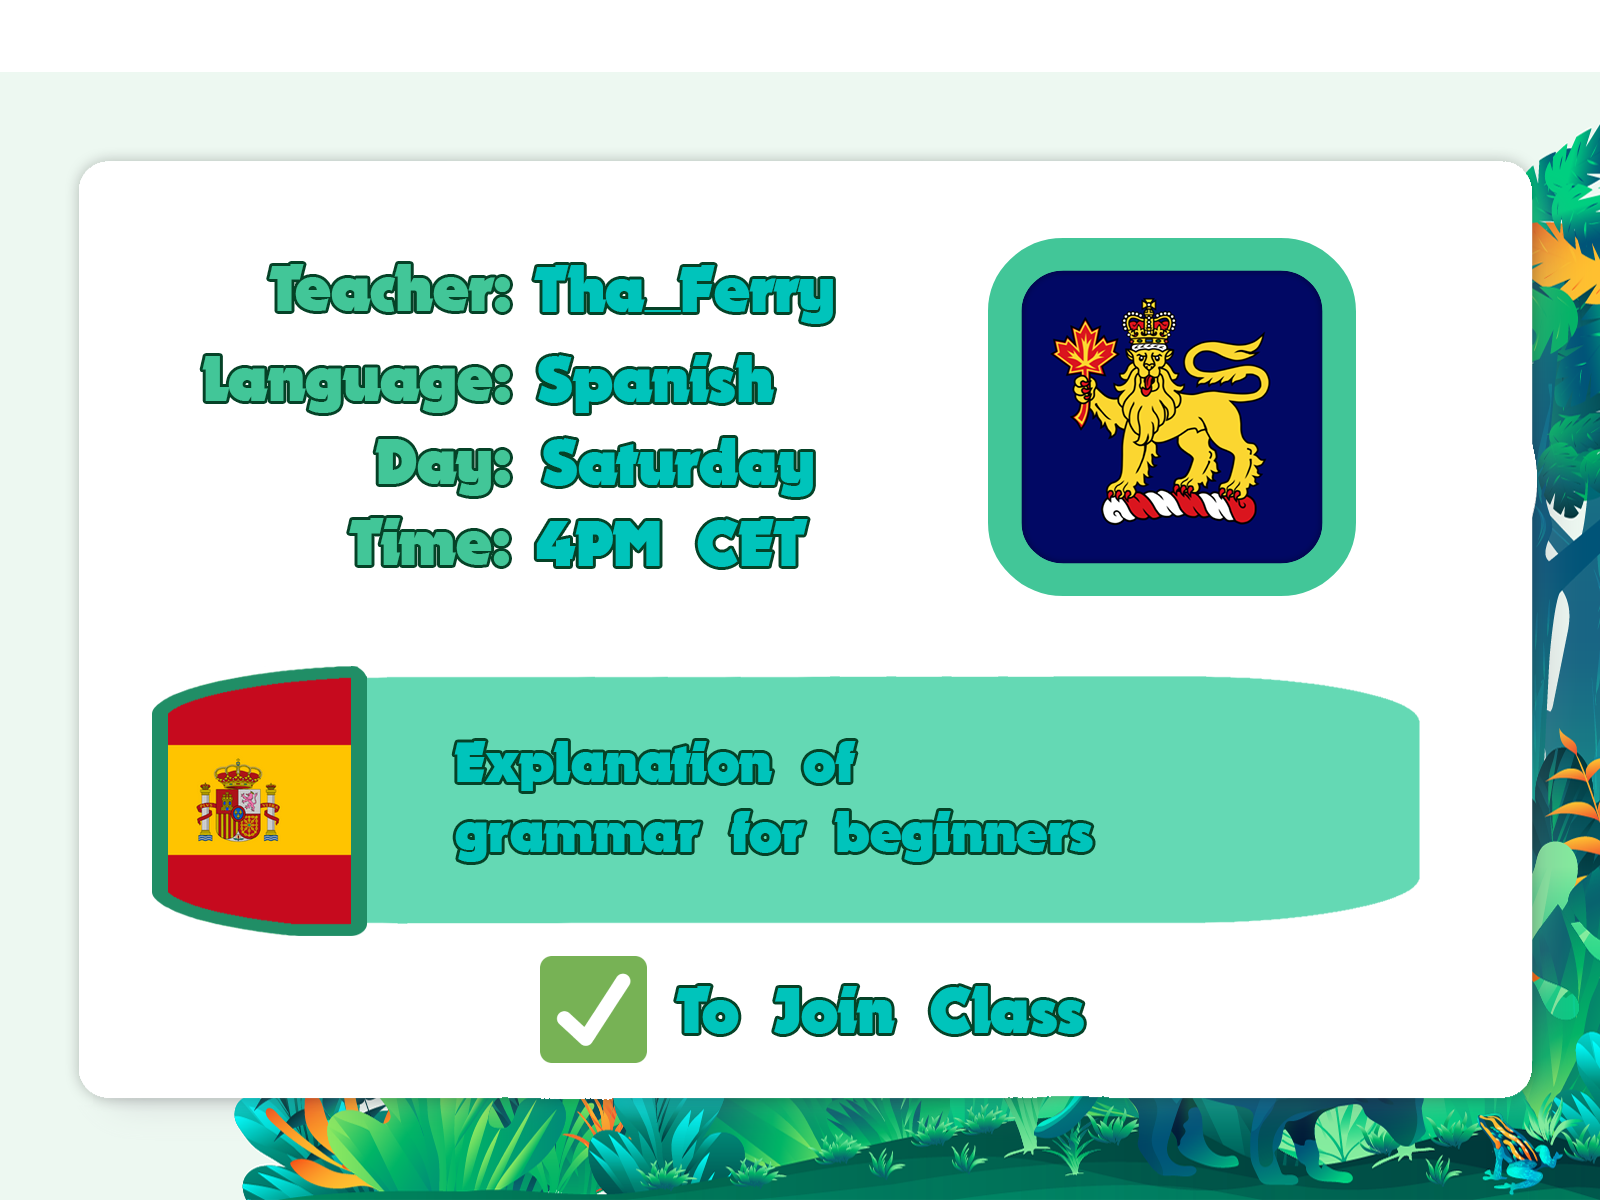 Teacher: Tha_Ferry
Language: Spanish
Day: Saturday
Time: 4PM CET
Explanation of
grammar for beginners
To Join Class